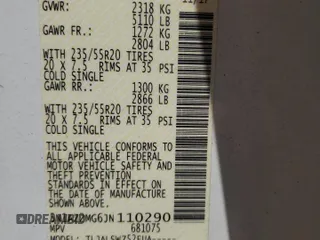 11/17
GVWR: 2318 KG
5110 LB
GAWR FR.: 1272 KG
2804 LB
WITH 235/55R20 TIRES
20 X 7.5 RIMS AT 35 PSI
COLD SINGLE
GAWR RR.: 1300 KG
2866 LB
WITH 235/55R20 TIRES
20 X 7.5 RIMS AT 35 PSI
COLD SINGLE
THIS VEHICLE CONFORMS TO
ALL APPLICABLE FEDERAL
MOTOR VEHICLE SAFETY
AND THEFT PREVENTION
STANDARDS IN EFFECT ON
THE DATE OF MANUFACTURE
SHOWN ABOVE.
110290
MPV 681075